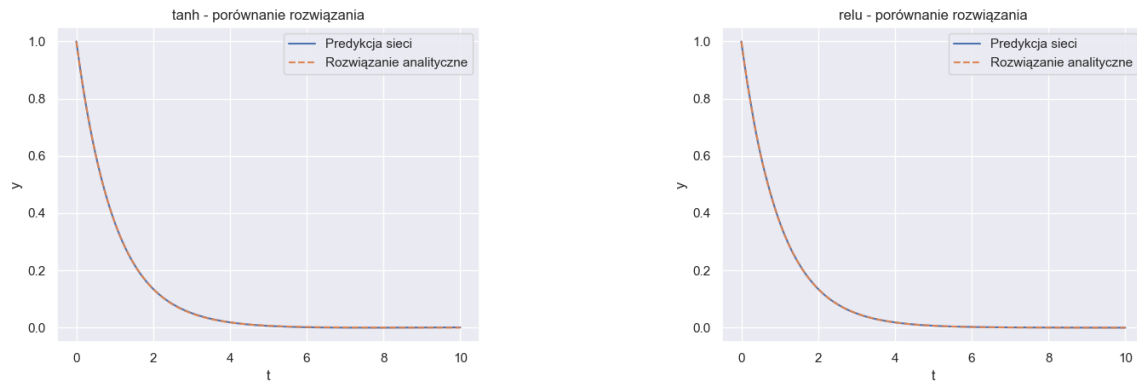 tanh - porównanie rozwiązania
Predykcja sieci
Rozwiązanie analityczne
1.0
0.8
0.6
0.4
0.2
0.0
y
0 2 4 6 8 10
t
relu - porównanie rozwiązania
Predykcja sieci
Rozwiązanie analityczne
1.0
0.8
0.6
0.4
0.2
0.0
y
0 2 4 6 8 10
t